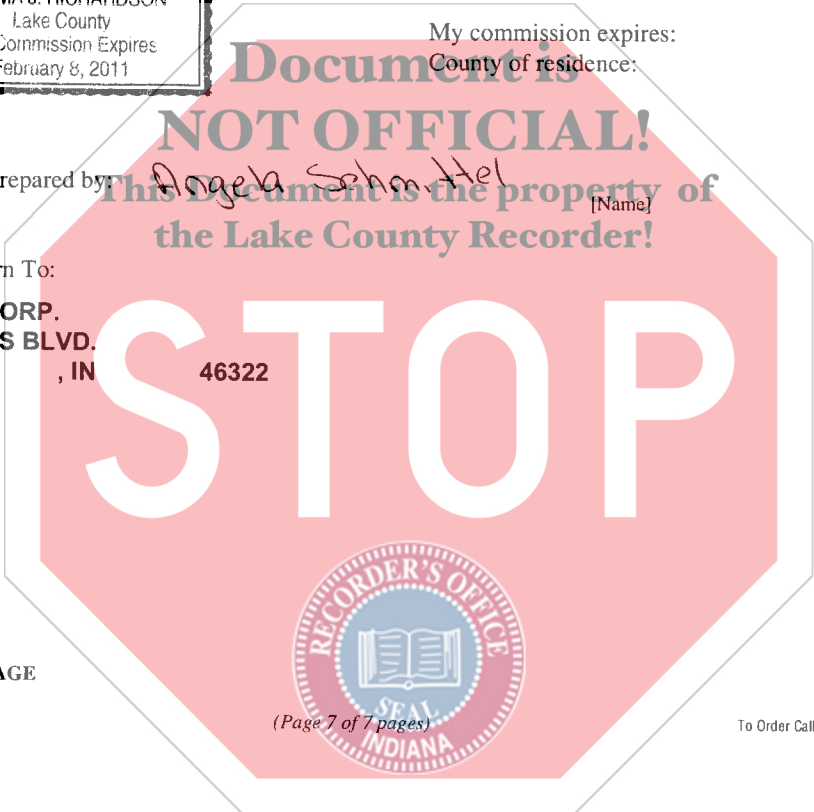 RICHARDSON
Lake County
Commission Expires
February 8, 2011
My commission expires:
County of residence:
Document is
NOT OFFICIAL!
This Document is the property of
the Lake County Recorder!
repared by: Angela Schmittel
[Name]
n To:
ORP.
S BLVD.
, IN 46322
STOP
RECORDER'S OFFICE
SEAL
INDIANA
AGE
(Page 7 of 7 pages)
To Order Call